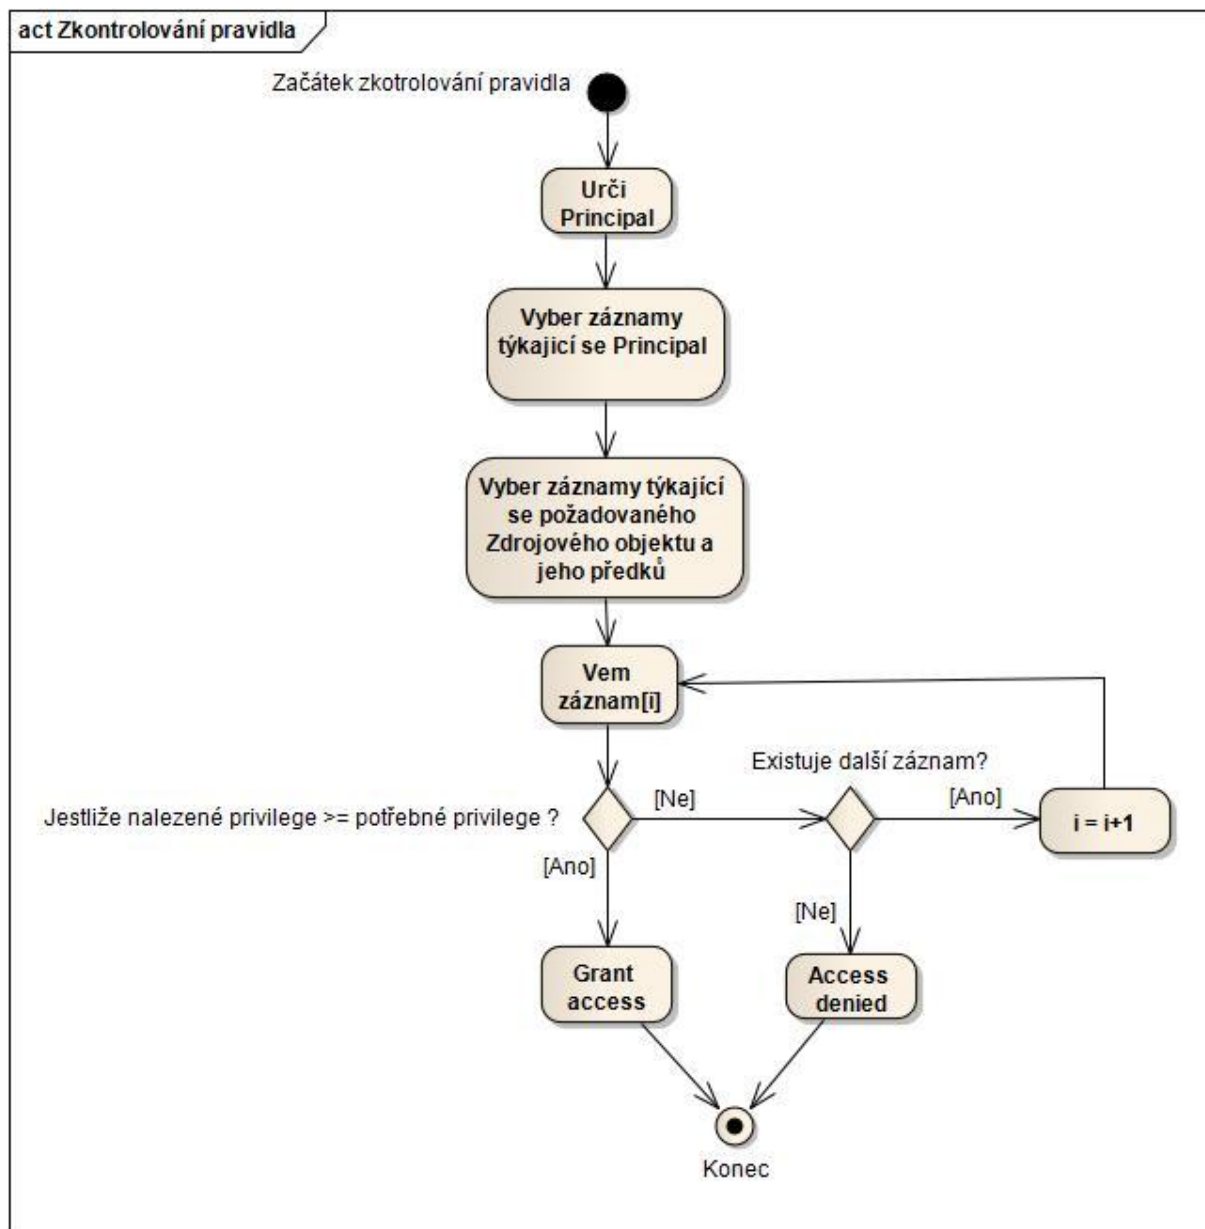 act Zkontrolování pravidla
Začátek zkotrolování pravidla
Urči
Principal
Vyber záznamy
týkajicí se Principal
Vyber záznamy týkající
se požadovaného
Zdrojového objektu a
jeho předků
Vem
záznam[i]
Existuje další záznam?
Jestliže nalezené privilege >= potřebné privilege ?
[Ne]
[Ano]
i = i+1
[Ano]
[Ne]
Grant
access
Access
denied
Konec